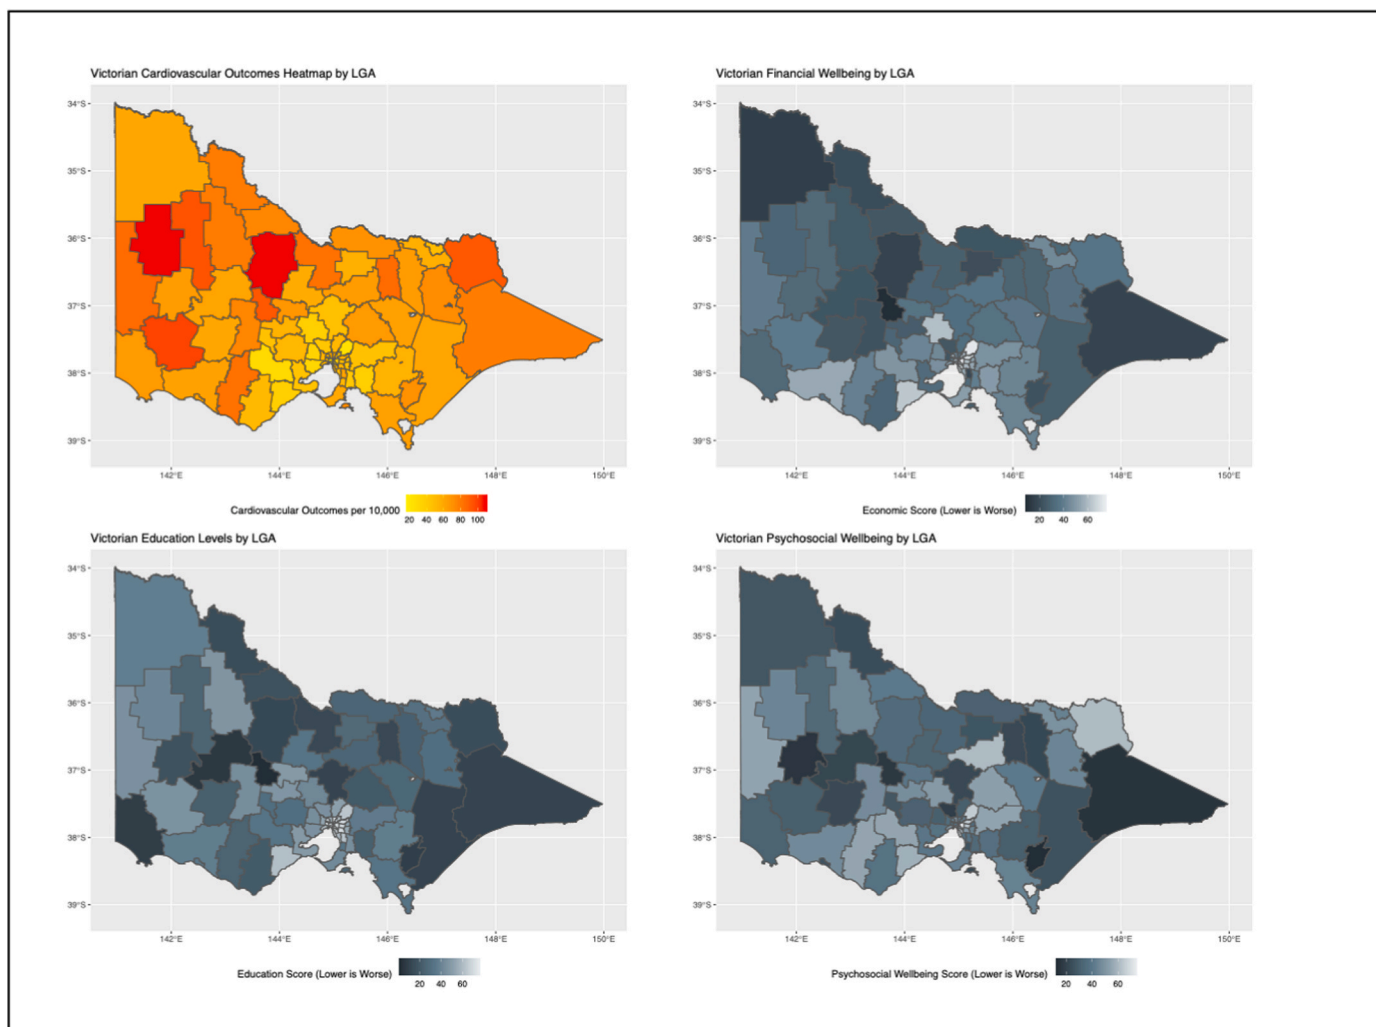 Victorian Cardiovascular Outcomes Heatmap by LGA
34°S
35°S
36°S
37°S
38°S
39°S
142°E 144°E 146°E 148°E 150°E
Cardiovascular Outcomes per 10,000
20 40 60 80 100
Victorian Financial Wellbeing by LGA
34°S
35°S
36°S
37°S
38°S
39°S
142°E 144°E 146°E 148°E 150°E
Economic Score (Lower is Worse)
20 40 60
Victorian Education Levels by LGA
34°S
35°S
36°S
37°S
38°S
39°S
142°E 144°E 146°E 148°E 150°E
Education Score (Lower is Worse)
20 40 60
Victorian Psychosocial Wellbeing by LGA
34°S
35°S
36°S
37°S
38°S
39°S
142°E 144°E 146°E 148°E 150°E
Psychosocial Wellbeing Score (Lower is Worse)
20 40 60